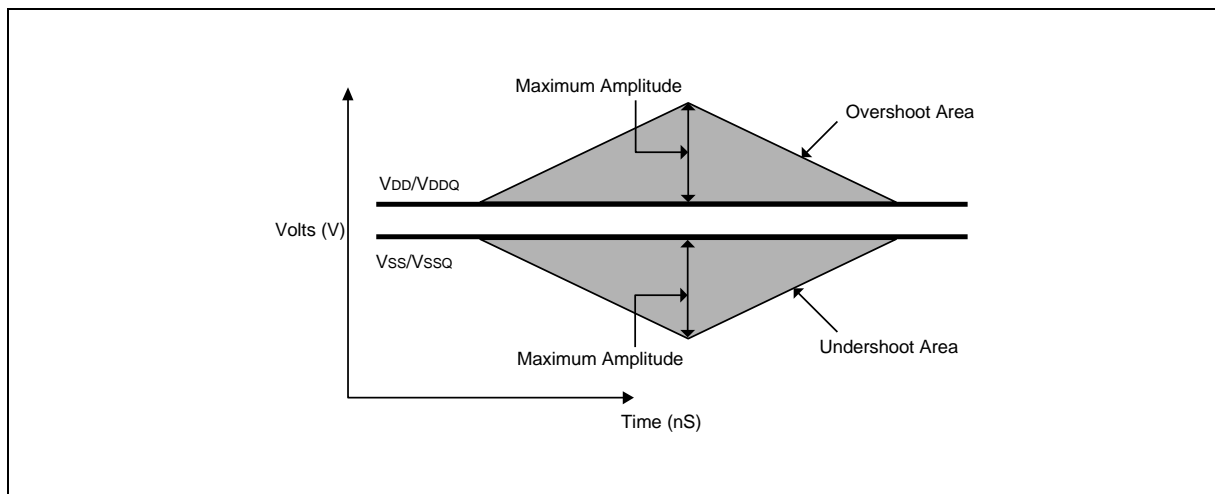 Maximum Amplitude
Overshoot Area
VDD/VDDQ
Volts (V)
VSS/VSSQ
Maximum Amplitude
Undershoot Area
Time (nS)